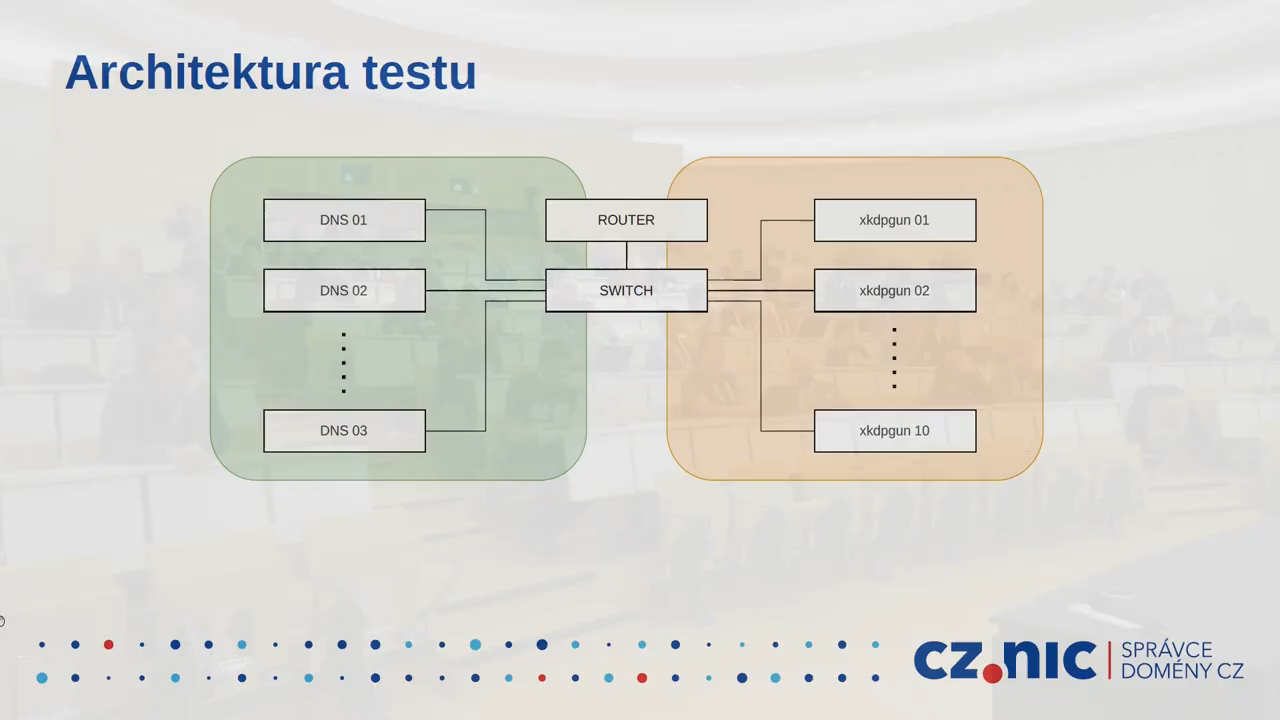 Architektura testu
DNS 01
ROUTER
xkdpgun 01
DNS 02
SWITCH
xkdpgun 02
DNS 03
xkdpgun 10
CZ.NIC
SPRÁVCE
DOMÉNY CZ